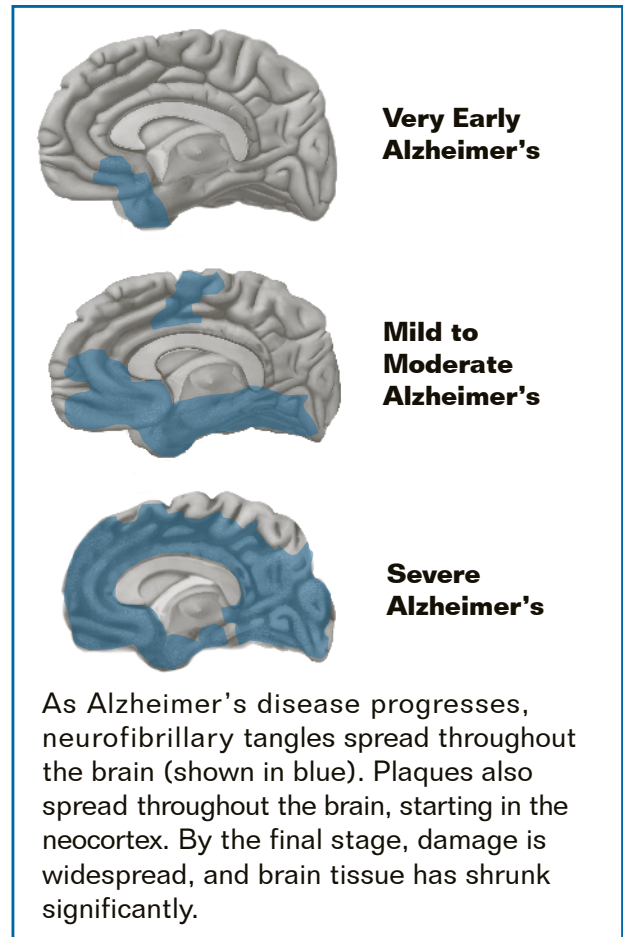 Very Early
Alzheimer's
Mild to
Moderate
Alzheimer's
Severe
Alzheimer's
As Alzheimer's disease progresses,
neurofibrillary tangles spread throughout
the brain (shown in blue). Plaques also
spread throughout the brain, starting in the
neocortex. By the final stage, damage is
widespread, and brain tissue has shrunk
significantly.